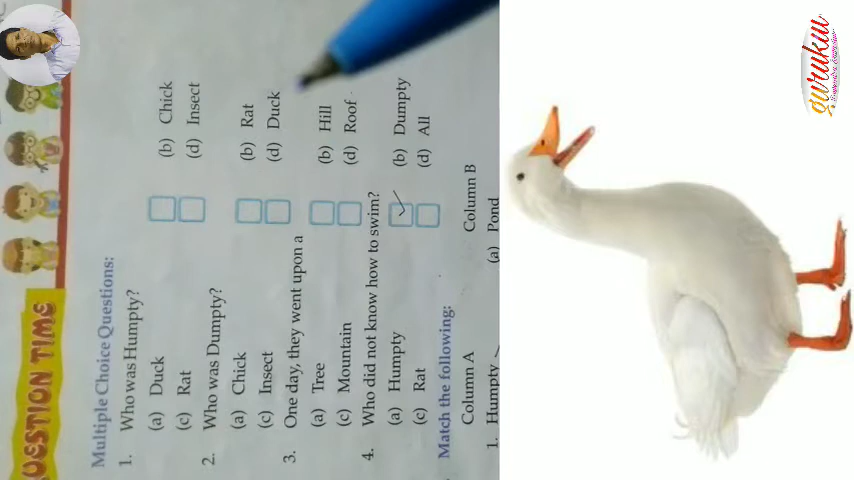 QUESTION TIME
Multiple Choice Questions:
1. Who was Humpty?
(a) Duck (b) Chick
(c) Rat (d) Insect
2. Who was Dumpty?
(a) Chick (b) Rat
(c) Insect (d) Duck
3. One day, they went upon a
(a) Tree (b) Hill
(c) Mountain (d) Roof
4. Who did not know how to swim?
(a) Humpty (b) Dumpty
(c) Rat (d) All
Match the following:
Column A Column B
1. Humpty (a) Pond
gurukul